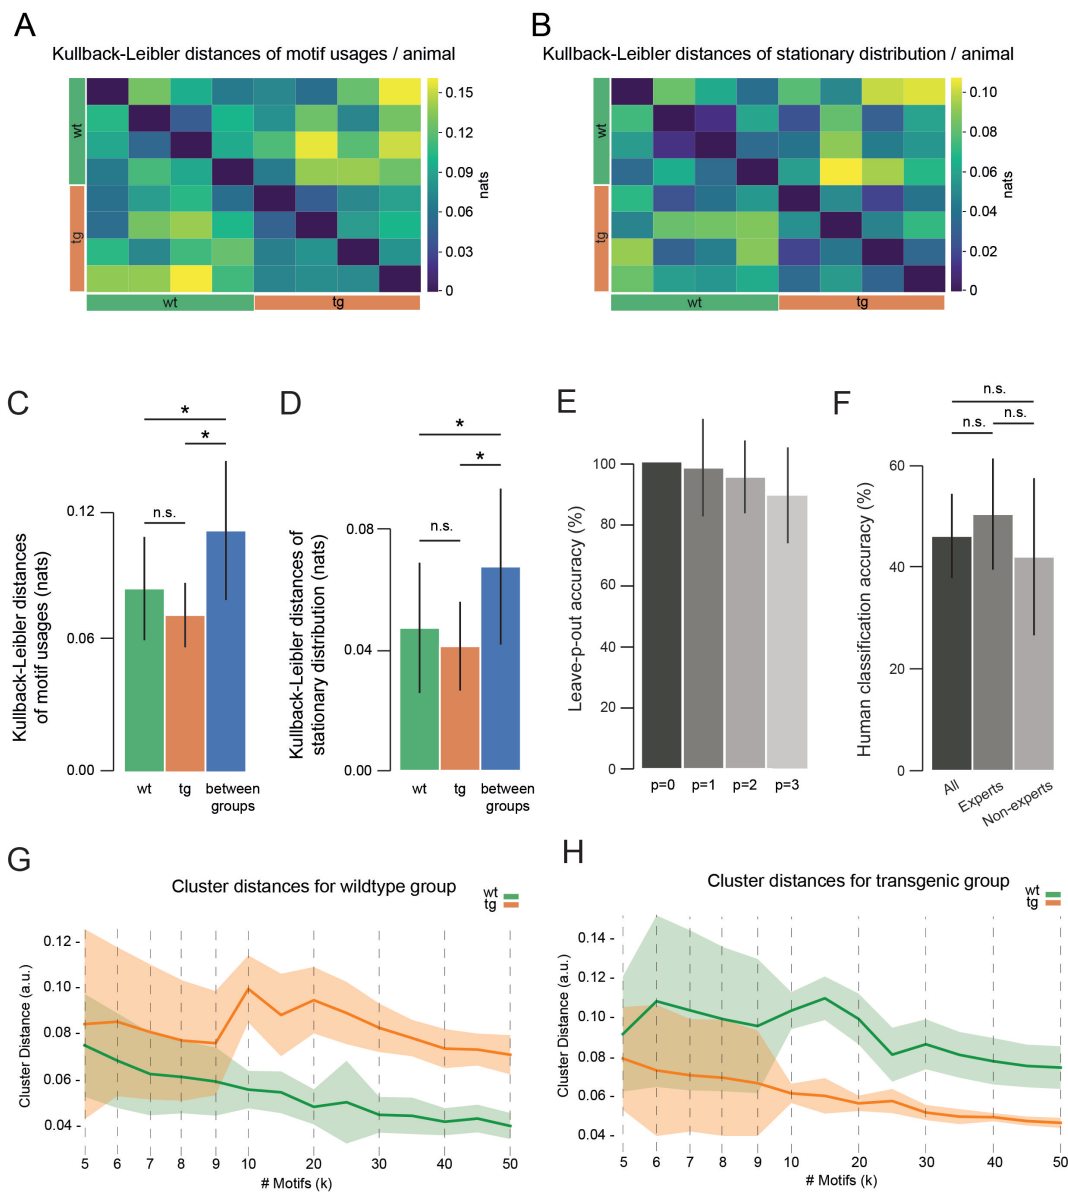 A
Kullback-Leibler distances of motif usages / animal
wt
tg
wt
tg
0.15
0.12
0.09
0.06
0.03
0
nats
B
Kullback-Leibler distances of stationary distribution / animal
wt
tg
wt
tg
0.10
0.08
0.06
0.04
0.02
0
nats
C
Kullback-Leibler distances
of motif usages (nats)
0.12
0.06
0.00
*
*
n.s.
wt
tg
between
groups
D
Kullback-Leibler distances of
stationary distribution (nats)
0.08
0.04
0.00
*
*
n.s.
wt
tg
between
groups
E
Leave-p-out accuracy (%)
100
80
60
40
20
0
p=0
p=1
p=2
p=3
F
Human classification accuracy (%)
60
40
20
0
n.s.
n.s.
n.s.
All
Experts
Non-experts
G
Cluster distances for wildtype group
wt
tg
Cluster Distance (a.u.)
0.12
0.10
0.08
0.06
0.04
5 6 7 8 9 10 20 30 40 50
# Motifs (k)
H
Cluster distances for transgenic group
wt
tg
Cluster Distance (a.u.)
0.14
0.12
0.10
0.08
0.06
0.04
5 6 7 8 9 10 20 30 40 50
# Motifs (k)